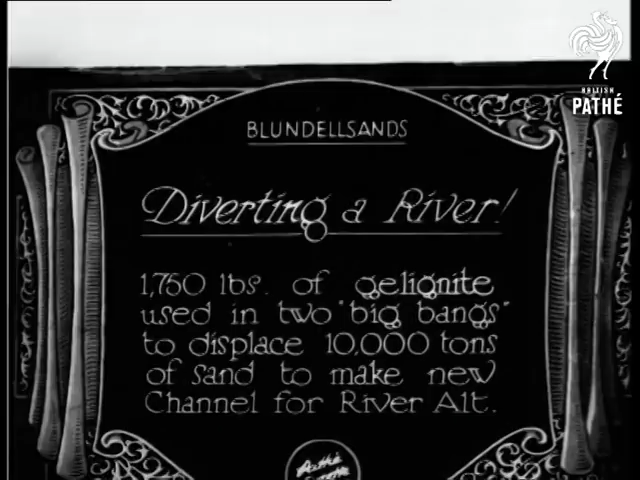 BRITISH
PATHÉ
BLUNDELLSANDS
Diverting a River!
1,750 lbs. of gelignite
used in two "big bangs"
to displace 10,000 tons
of sand to make new
Channel for River Alt.
Pathé